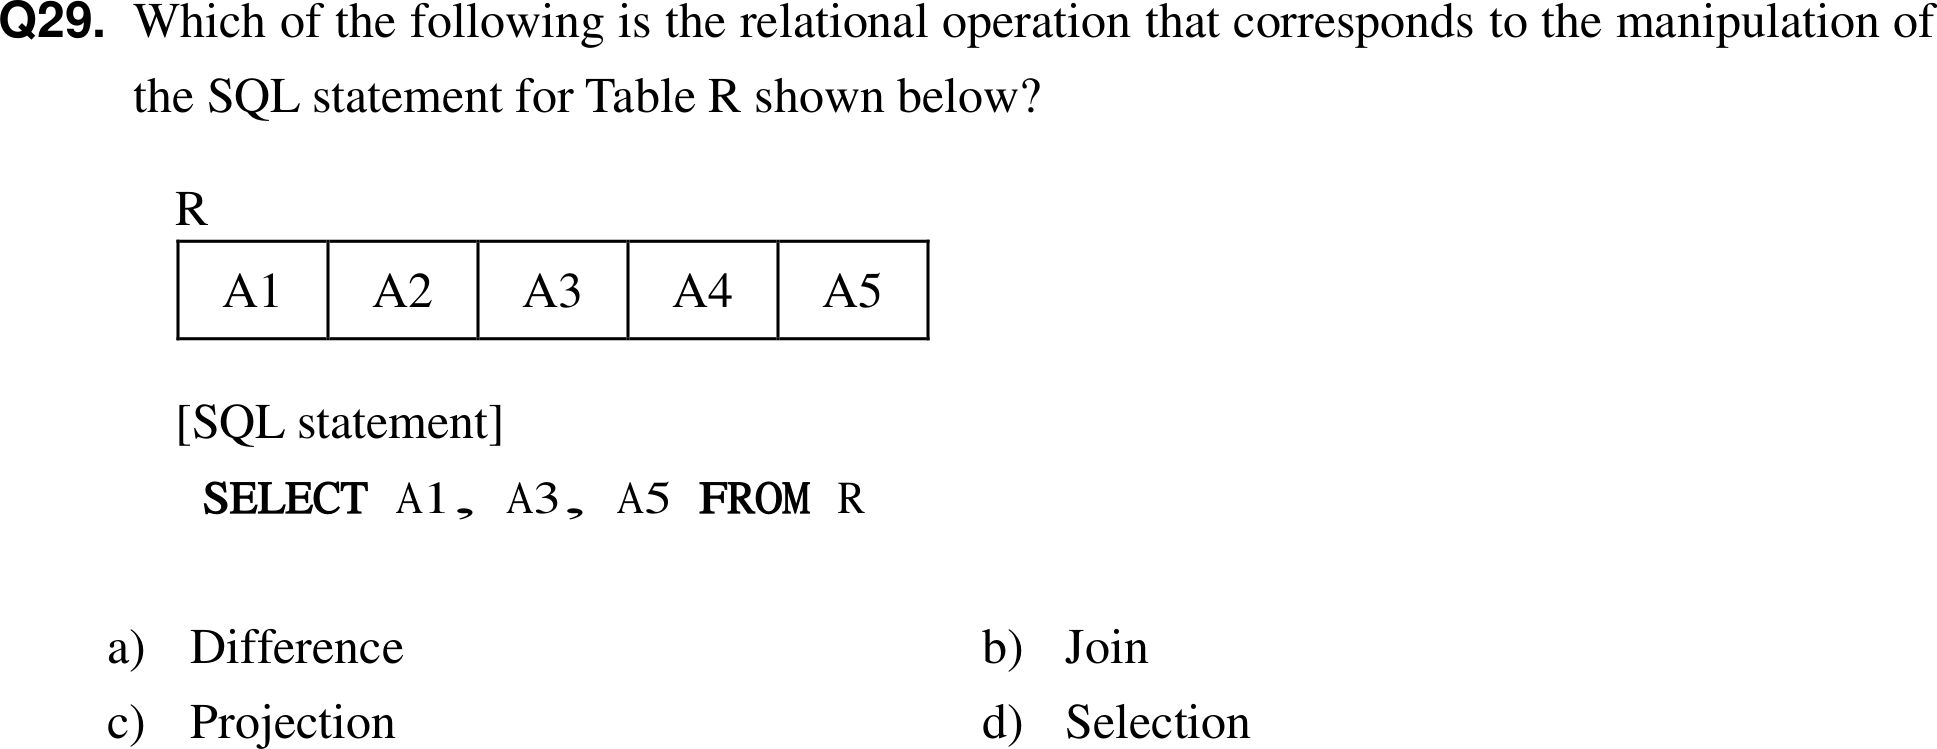 Q29. Which of the following is the relational operation that corresponds to the manipulation of
the SQL statement for Table R shown below?
R
A1 A2 A3 A4 A5
[SQL statement]
SELECT A1, A3, A5 FROM R
a) Difference b) Join
c) Projection d) Selection